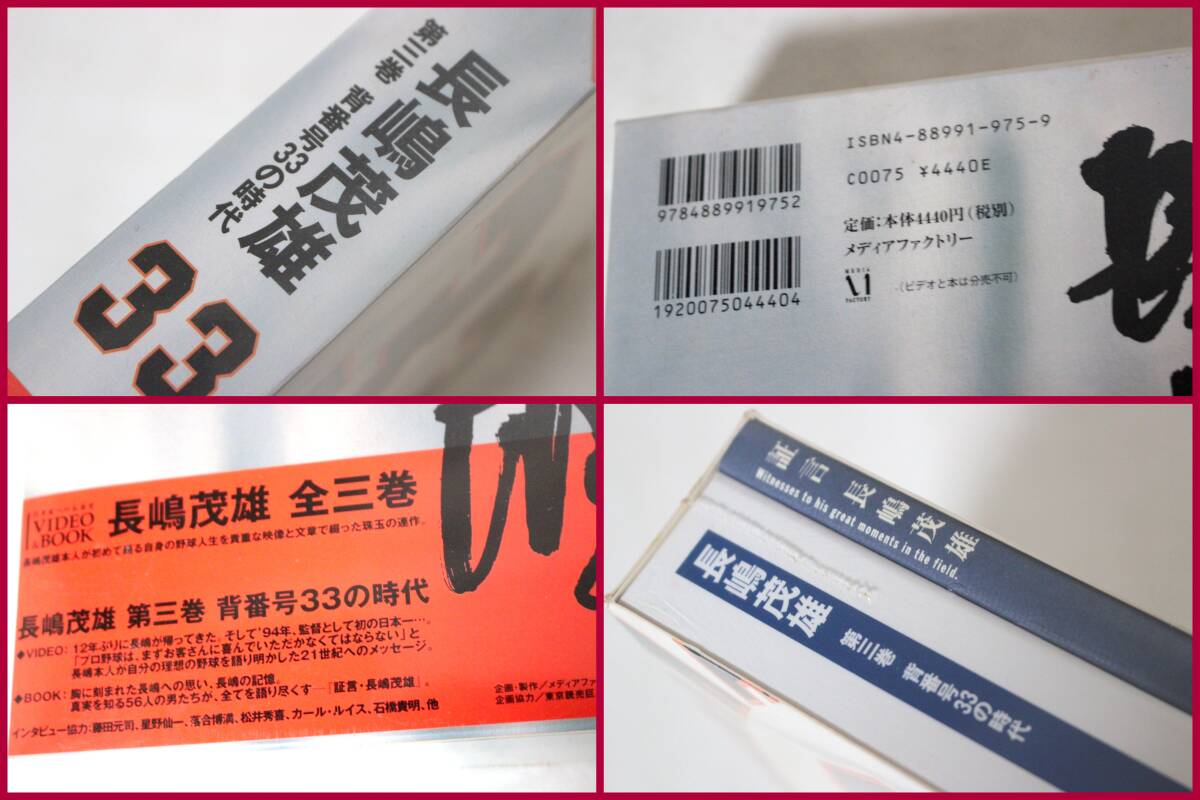 長嶋茂雄
第三巻 背番号33の時代
33
ISBN4-88991-975-9
C0075 ¥4440E
定価:本体4440円(税別)
メディアファクトリー
MEDIA
FACTORY
(ビデオと本は分売不可)
9784889919752
1920075044404
VIDEO
&BOOK
長嶋茂雄 全三巻
長嶋茂雄本人が初めて綴る自身の野球人生を貴重な映像と文章で綴った珠玉の連作。
長嶋茂雄 第三巻 背番号33の時代
◆VIDEO: 12年ぶりに長嶋が帰ってきた。そして'94年、監督として初の日本一…。
「プロ野球は、まずお客さんに喜んでいただかなくてはならない」と
長嶋本人が自分の理想の野球を語り明かした21世紀へのメッセージ。
◆BOOK: 胸に刻まれた長嶋への思い、長嶋の記憶。
真実を知る56人の男たちが、全てを語り尽くす―『証言・長嶋茂雄』。
インタビュー協力:藤田元司、星野仙一、落合博満、松井秀喜、カール・ルイス、石橋貴明、他
企画・製作/メディアファ
企画協力/東京読売巨
証言 長嶋茂雄
Witnesses to his great moments in the field.
長嶋茂雄
第三巻 背番号33の時代